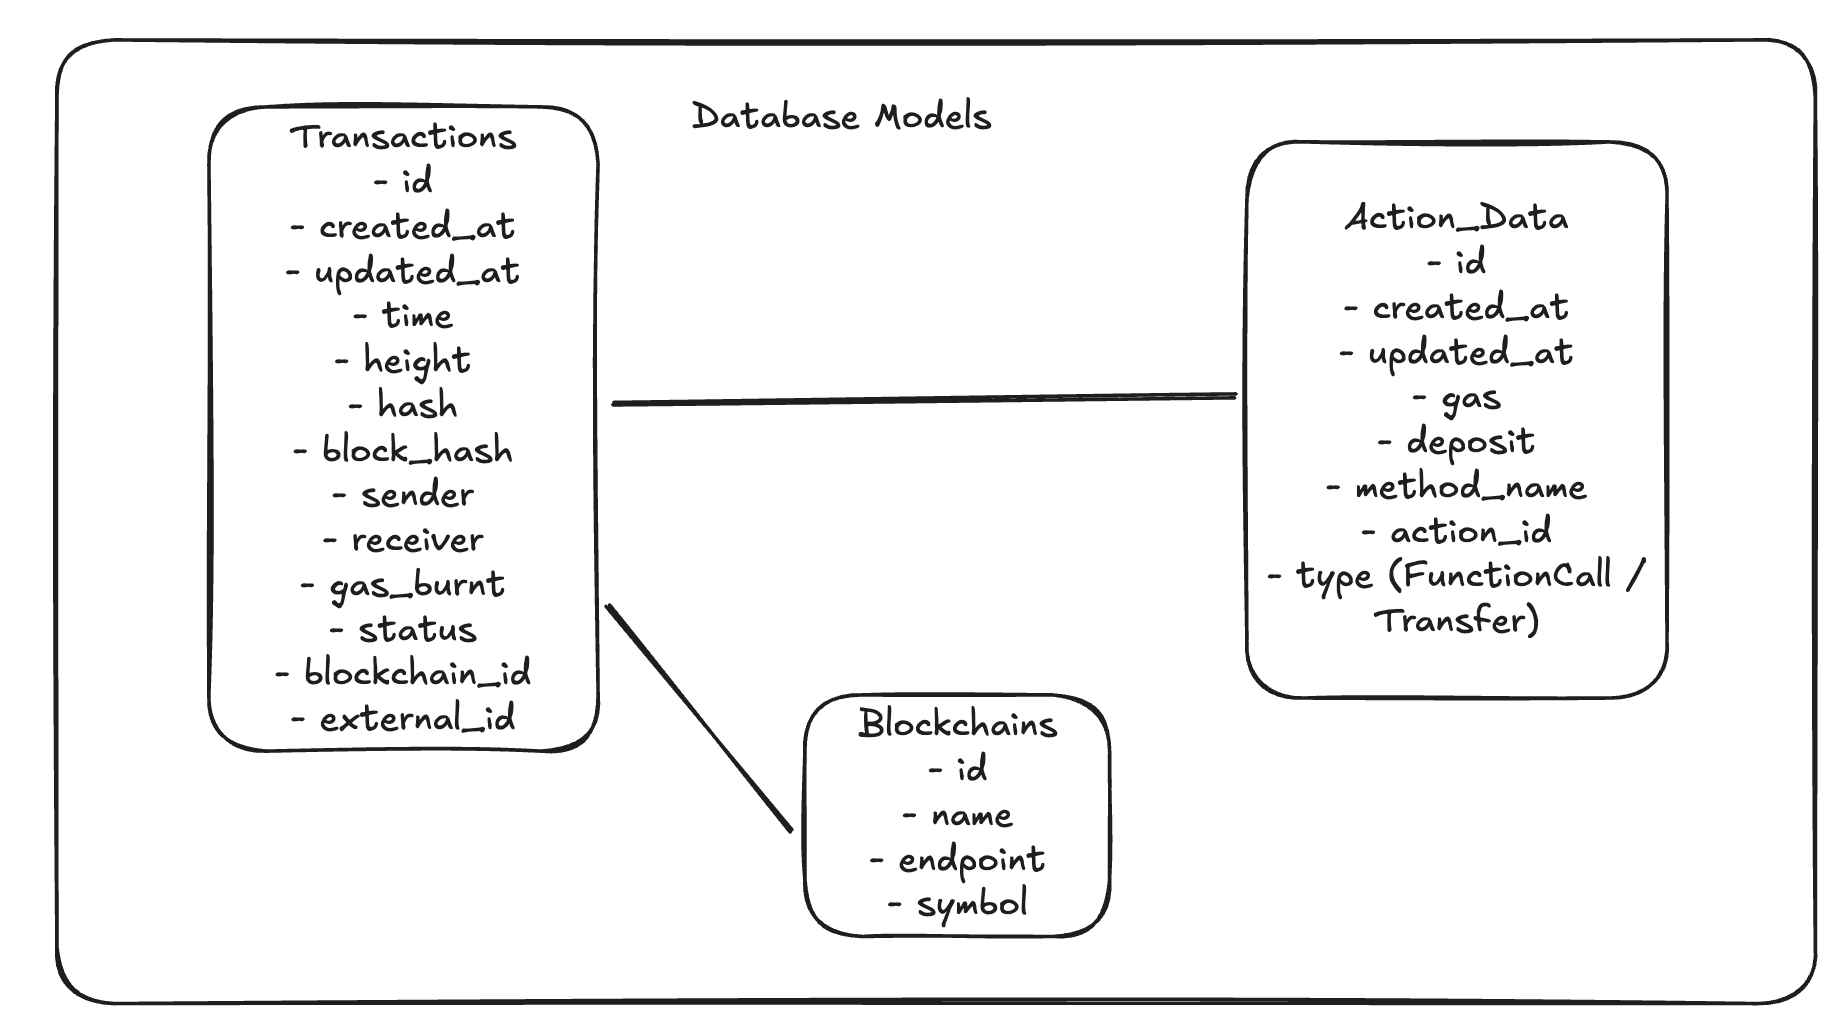 Database Models
Transactions
- id
- created_at
- updated_at
- time
- height
- hash
- block_hash
- sender
- receiver
- gas_burnt
- status
- blockchain_id
- external_id
Action_Data
- id
- created_at
- updated_at
- gas
- deposit
- method_name
- action_id
- type (FunctionCall /
Transfer)
Blockchains
- id
- name
- endpoint
- symbol